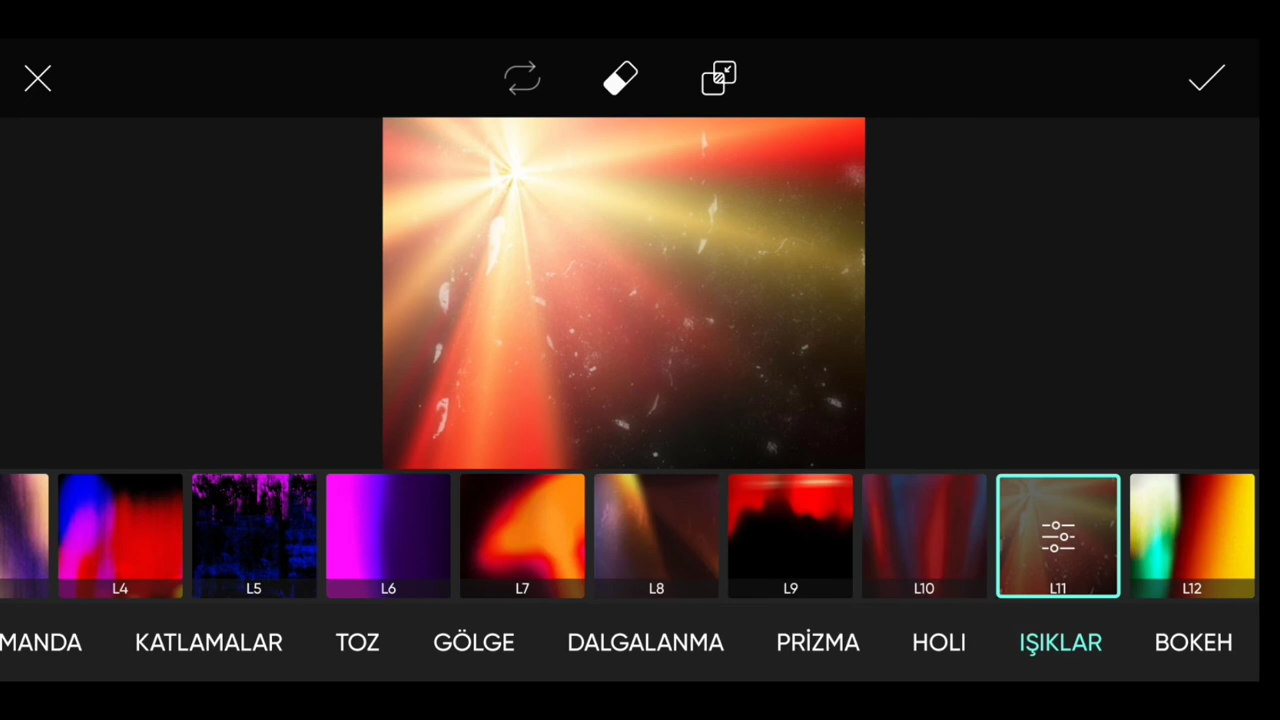 L4 L5 L6 L7 L8 L9 L10 L11 L12
MANDA KATLAMALAR TOZ GÖLGE DALGALANMA PRİZMA HOLI IŞIKLAR BOKEH